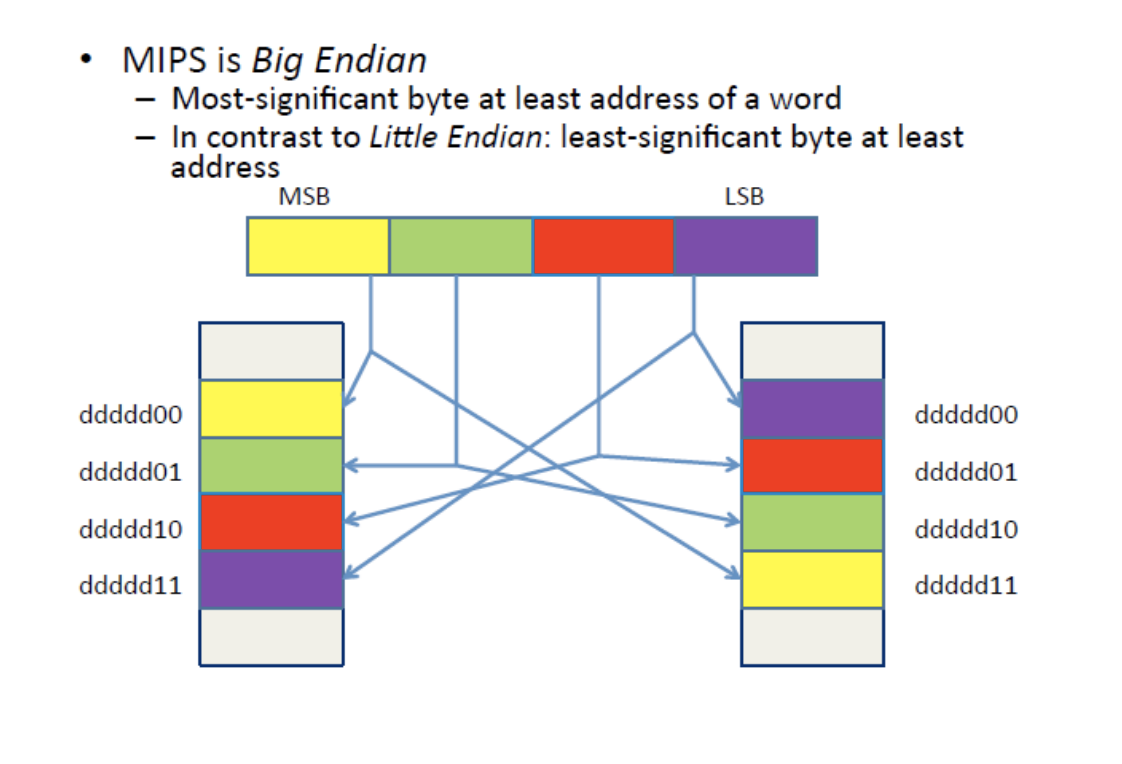 • MIPS is Big Endian
– Most-significant byte at least address of a word
– In contrast to Little Endian: least-significant byte at least
address
MSB LSB
ddddd00 ddddd00
ddddd01 ddddd01
ddddd10 ddddd10
ddddd11 ddddd11